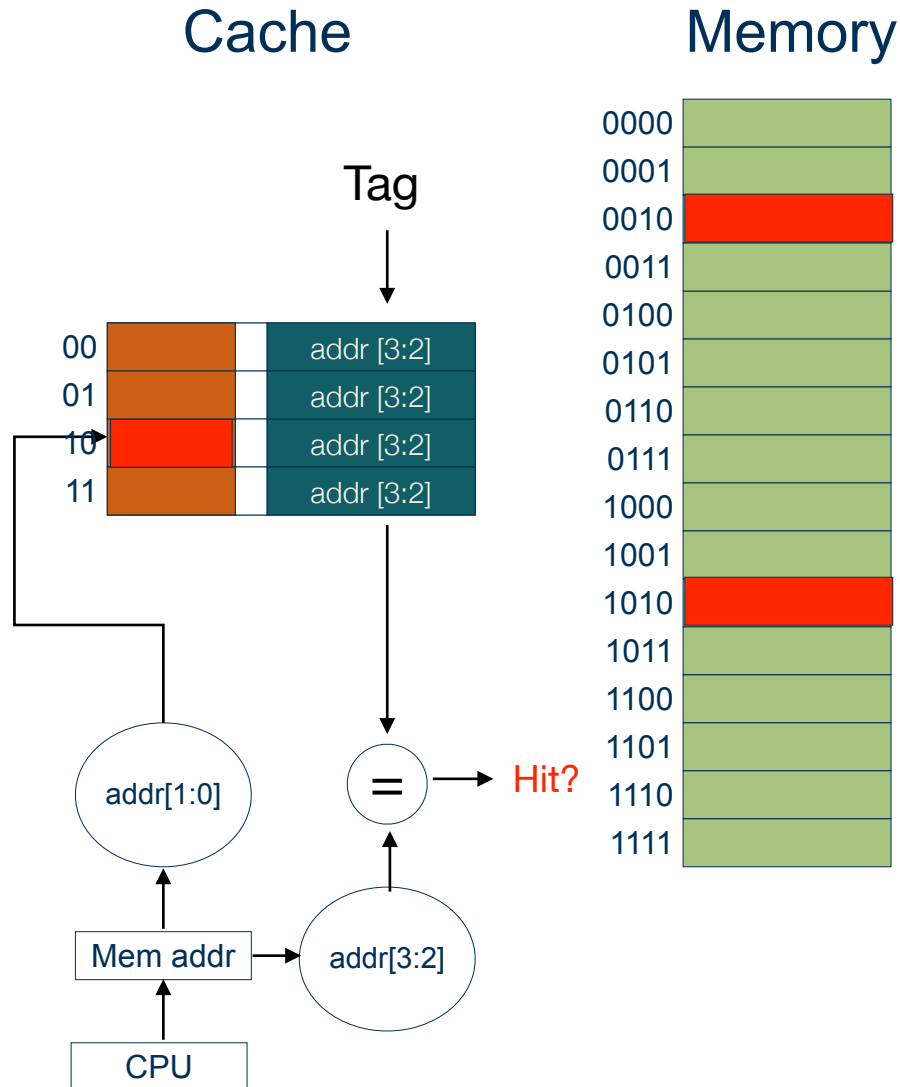 Cache
Memory
Tag
00 addr [3:2]
01 addr [3:2]
10 addr [3:2]
11 addr [3:2]
0000
0001
0010
0011
0100
0101
0110
0111
1000
1001
1010
1011
1100
1101
1110
1111
addr[1:0]
=
Hit?
Mem addr
addr[3:2]
CPU